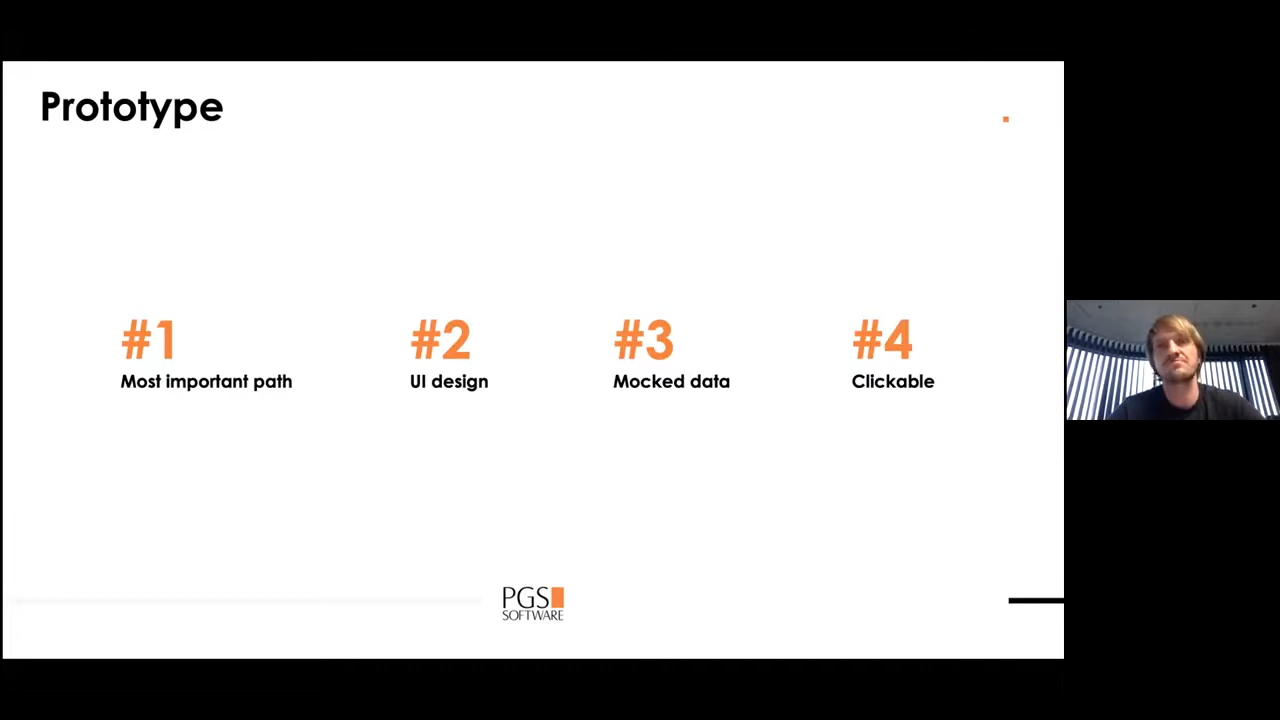 Prototype
#1
Most important path
#2
UI design
#3
Mocked data
#4
Clickable
PGS
SOFTWARE